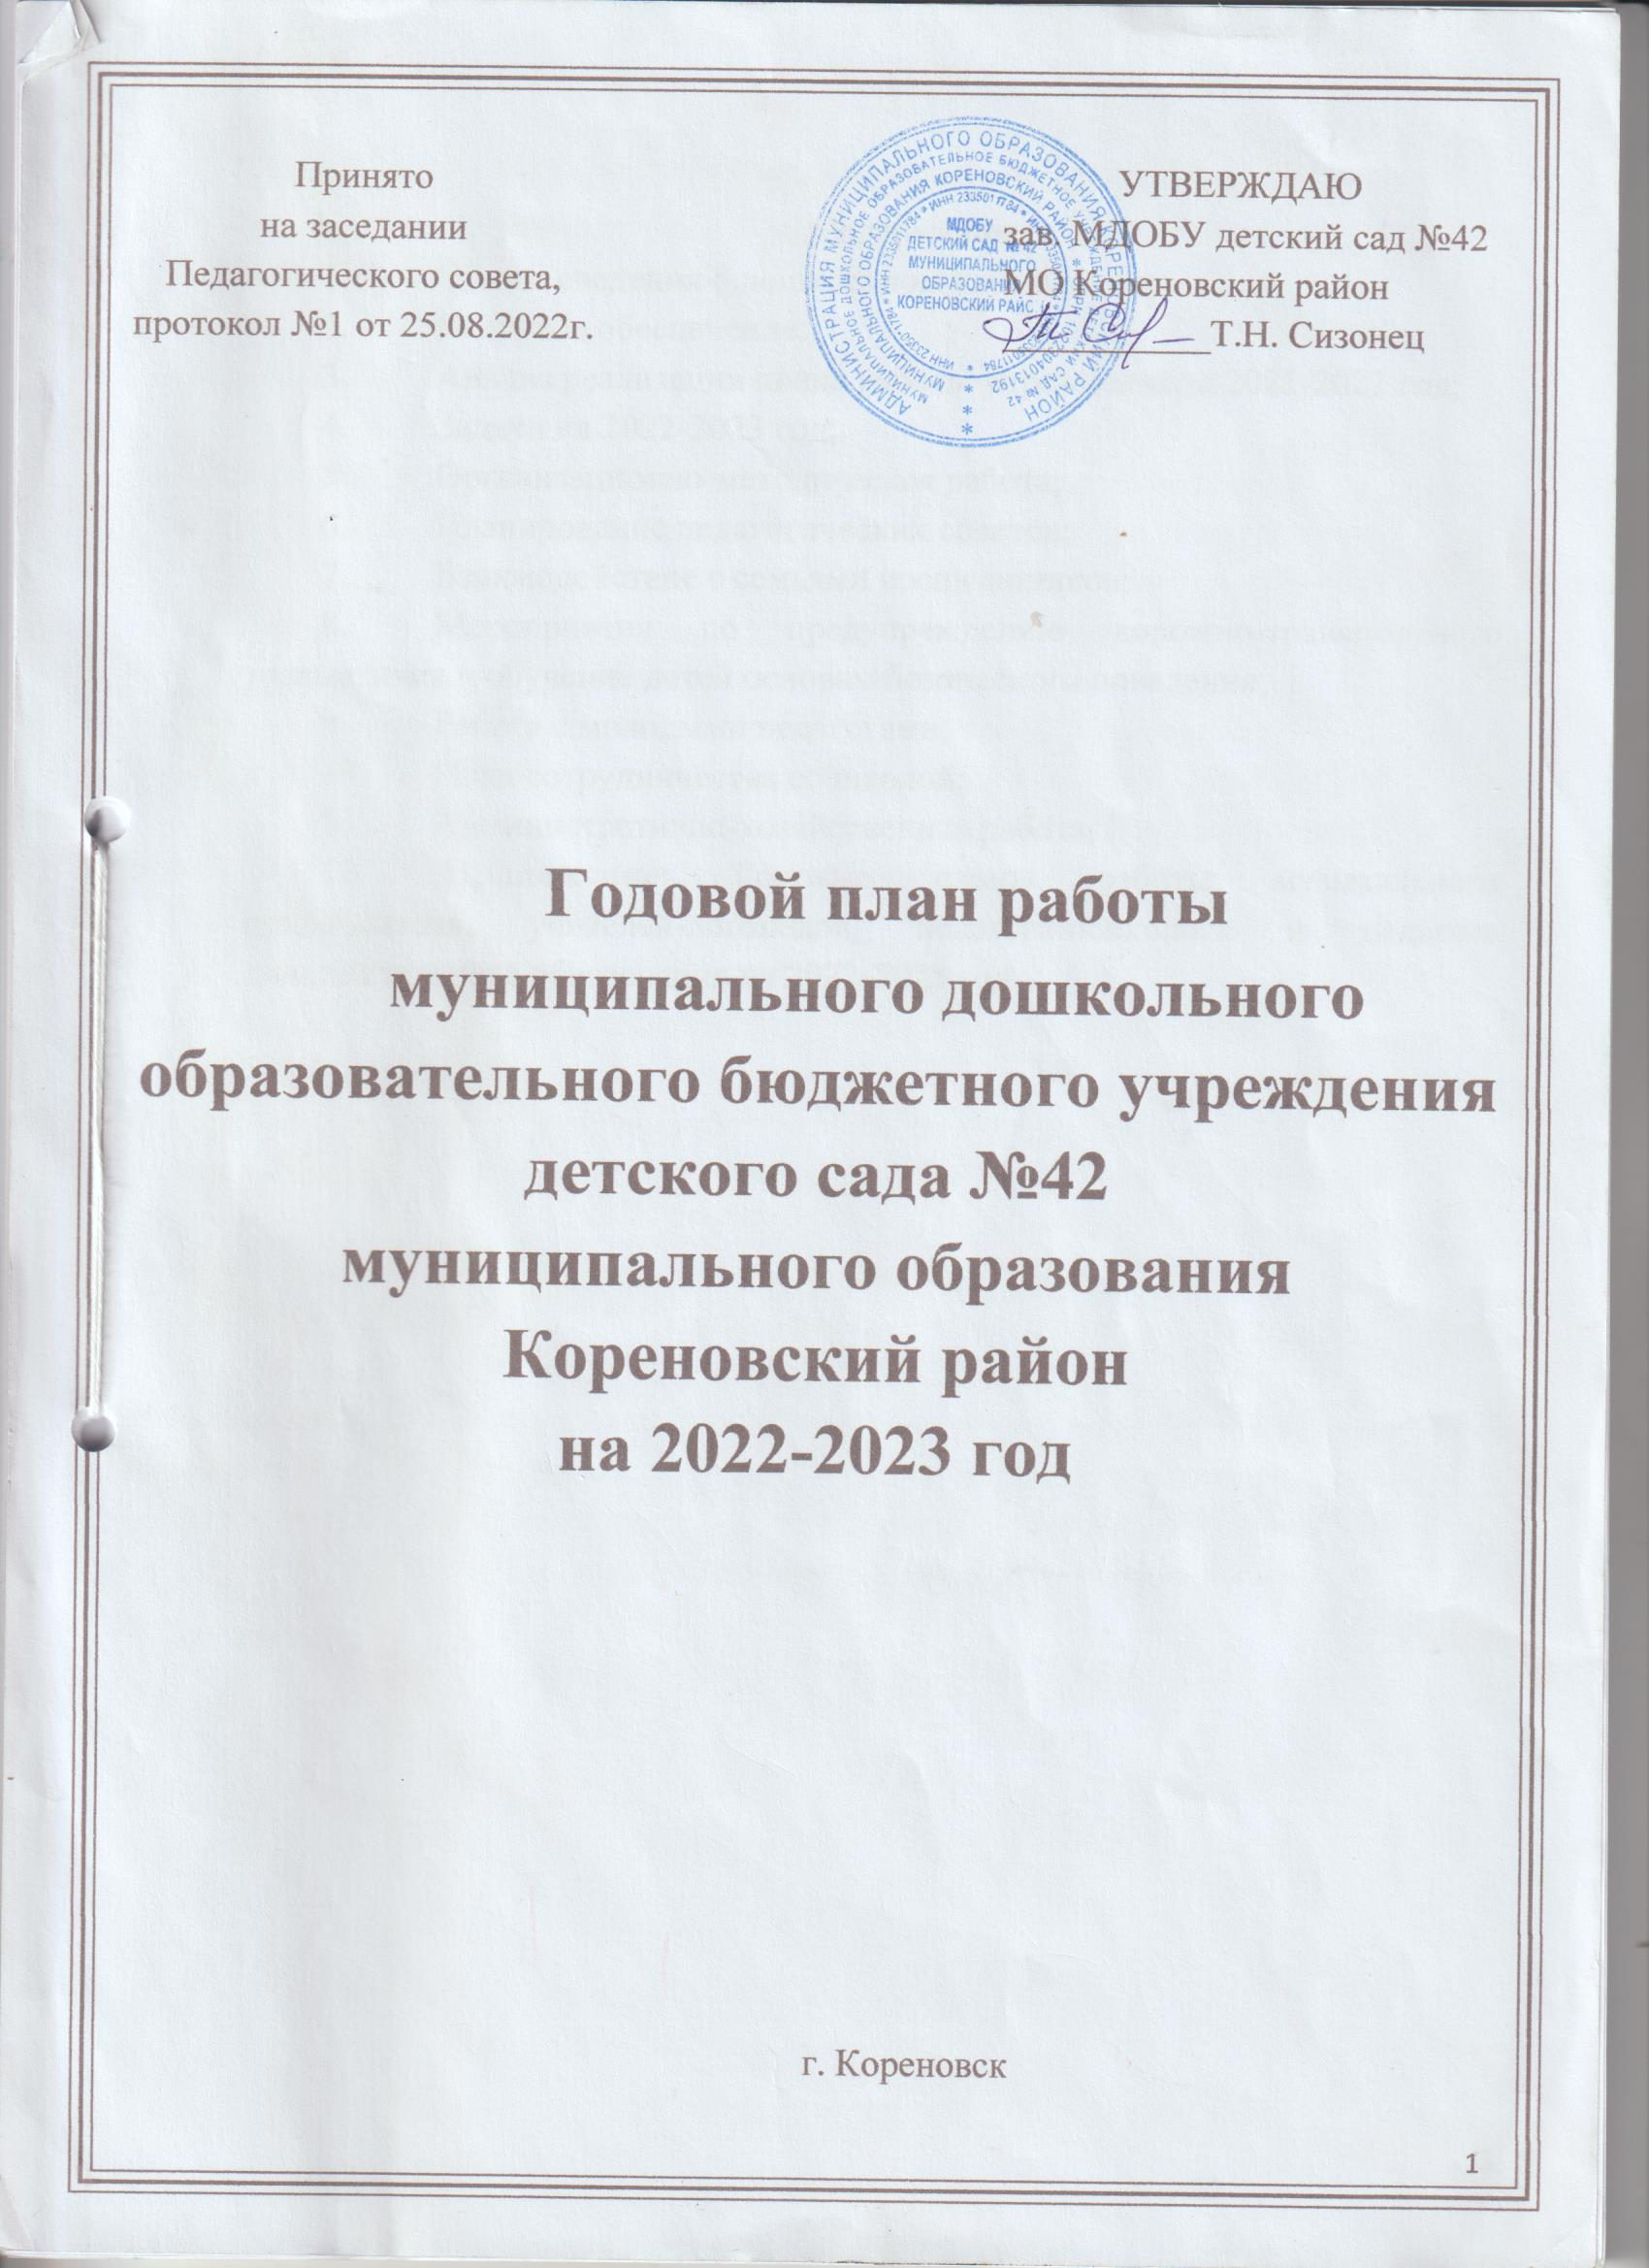 Принято
на заседании
Педагогического совета,
протокол №1 от 25.08.2022г.
УТВЕРЖДАЮ
зав. МДОБУ детский сад №42
МО Кореновский район
Т.Н. Сизонец
МДОБУ
ДЕТСКИЙ САД № 42
МУНИЦИПАЛЬНОГО
ОБРАЗОВАНИЯ
КОРЕНОВСКИЙ
Годовой план работы
муниципального дошкольного
образовательного бюджетного учреждения
детского сада №42
муниципального образования
Кореновский район
на 2022-2023 год
г. Кореновск
1